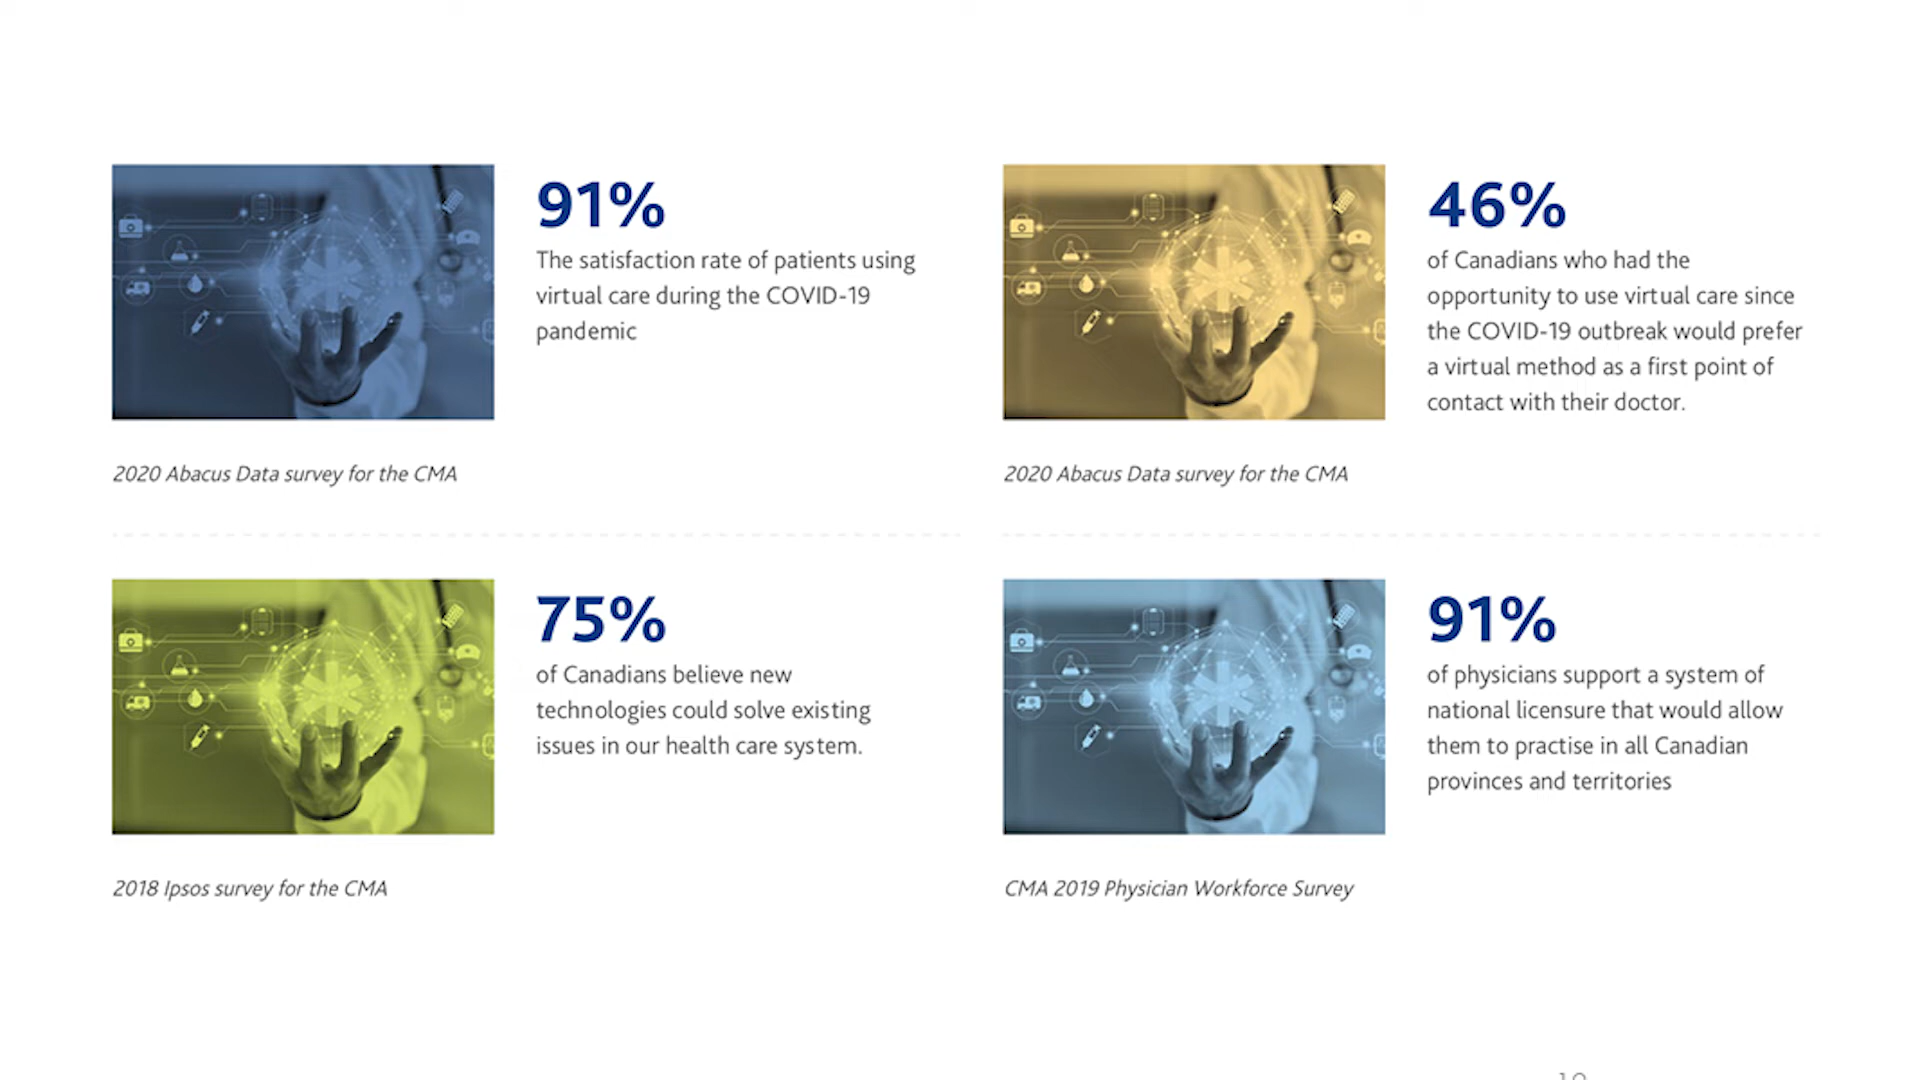 91%
The satisfaction rate of patients using
virtual care during the COVID-19
pandemic
2020 Abacus Data survey for the CMA
46%
of Canadians who had the
opportunity to use virtual care since
the COVID-19 outbreak would prefer
a virtual method as a first point of
contact with their doctor.
2020 Abacus Data survey for the CMA
75%
of Canadians believe new
technologies could solve existing
issues in our health care system.
2018 Ipsos survey for the CMA
91%
of physicians support a system of
national licensure that would allow
them to practise in all Canadian
provinces and territories
CMA 2019 Physician Workforce Survey